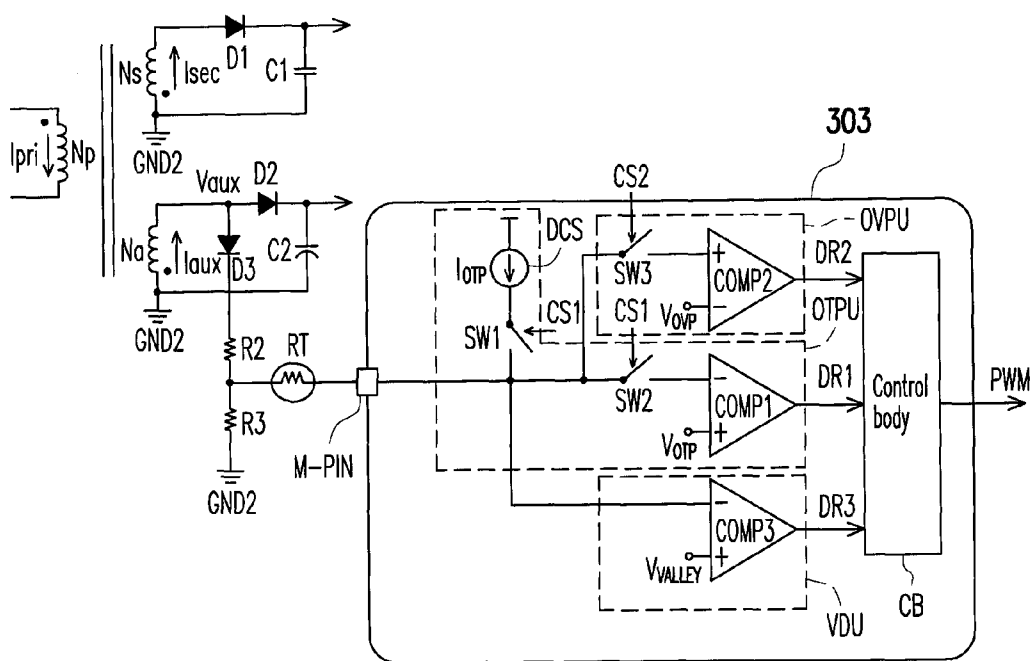 D1
Ns
Isec
C1
303
GND2
Ipri
Np
CS2
OVPU
Vaux
D2
DCS
DR2
Na
Iaux
D3
C2
IOTP
SW3
COMP2
OTPU
CS1
CS1
VOVP
GND2
SW1
R2
RT
DR1
Control
body
PWM
SW2
COMP1
R3
M-PIN
VOTP
GND2
DR3
COMP3
VVALLEY
CB
VDU